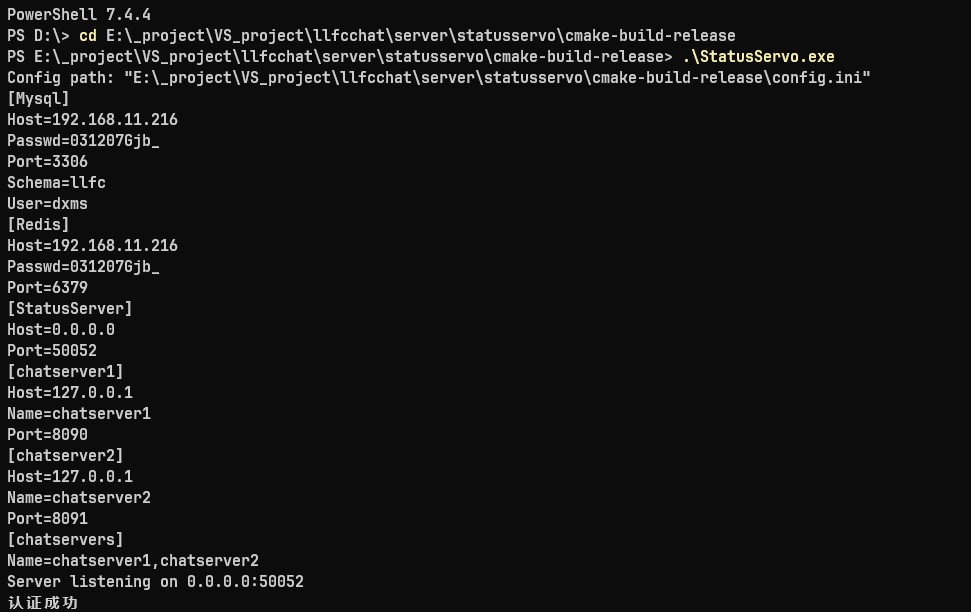 PowerShell 7.4.4
PS D:\> cd E:\_project\VS_project\llfcchat\server\statusservo\cmake-build-release
PS E:\_project\VS_project\llfcchat\server\statusservo\cmake-build-release> .\StatusServo.exe
Config path: "E:\_project\VS_project\llfcchat\server\statusservo\cmake-build-release\config.ini"
[Mysql]
Host=192.168.11.216
Passwd=031207Gjb_
Port=3306
Schema=llfc
User=dxms
[Redis]
Host=192.168.11.216
Passwd=031207Gjb_
Port=6379
[StatusServer]
Host=0.0.0.0
Port=50052
[chatserver1]
Host=127.0.0.1
Name=chatserver1
Port=8090
[chatserver2]
Host=127.0.0.1
Name=chatserver2
Port=8091
[chatservers]
Name=chatserver1,chatserver2
Server listening on 0.0.0.0:50052
认证成功